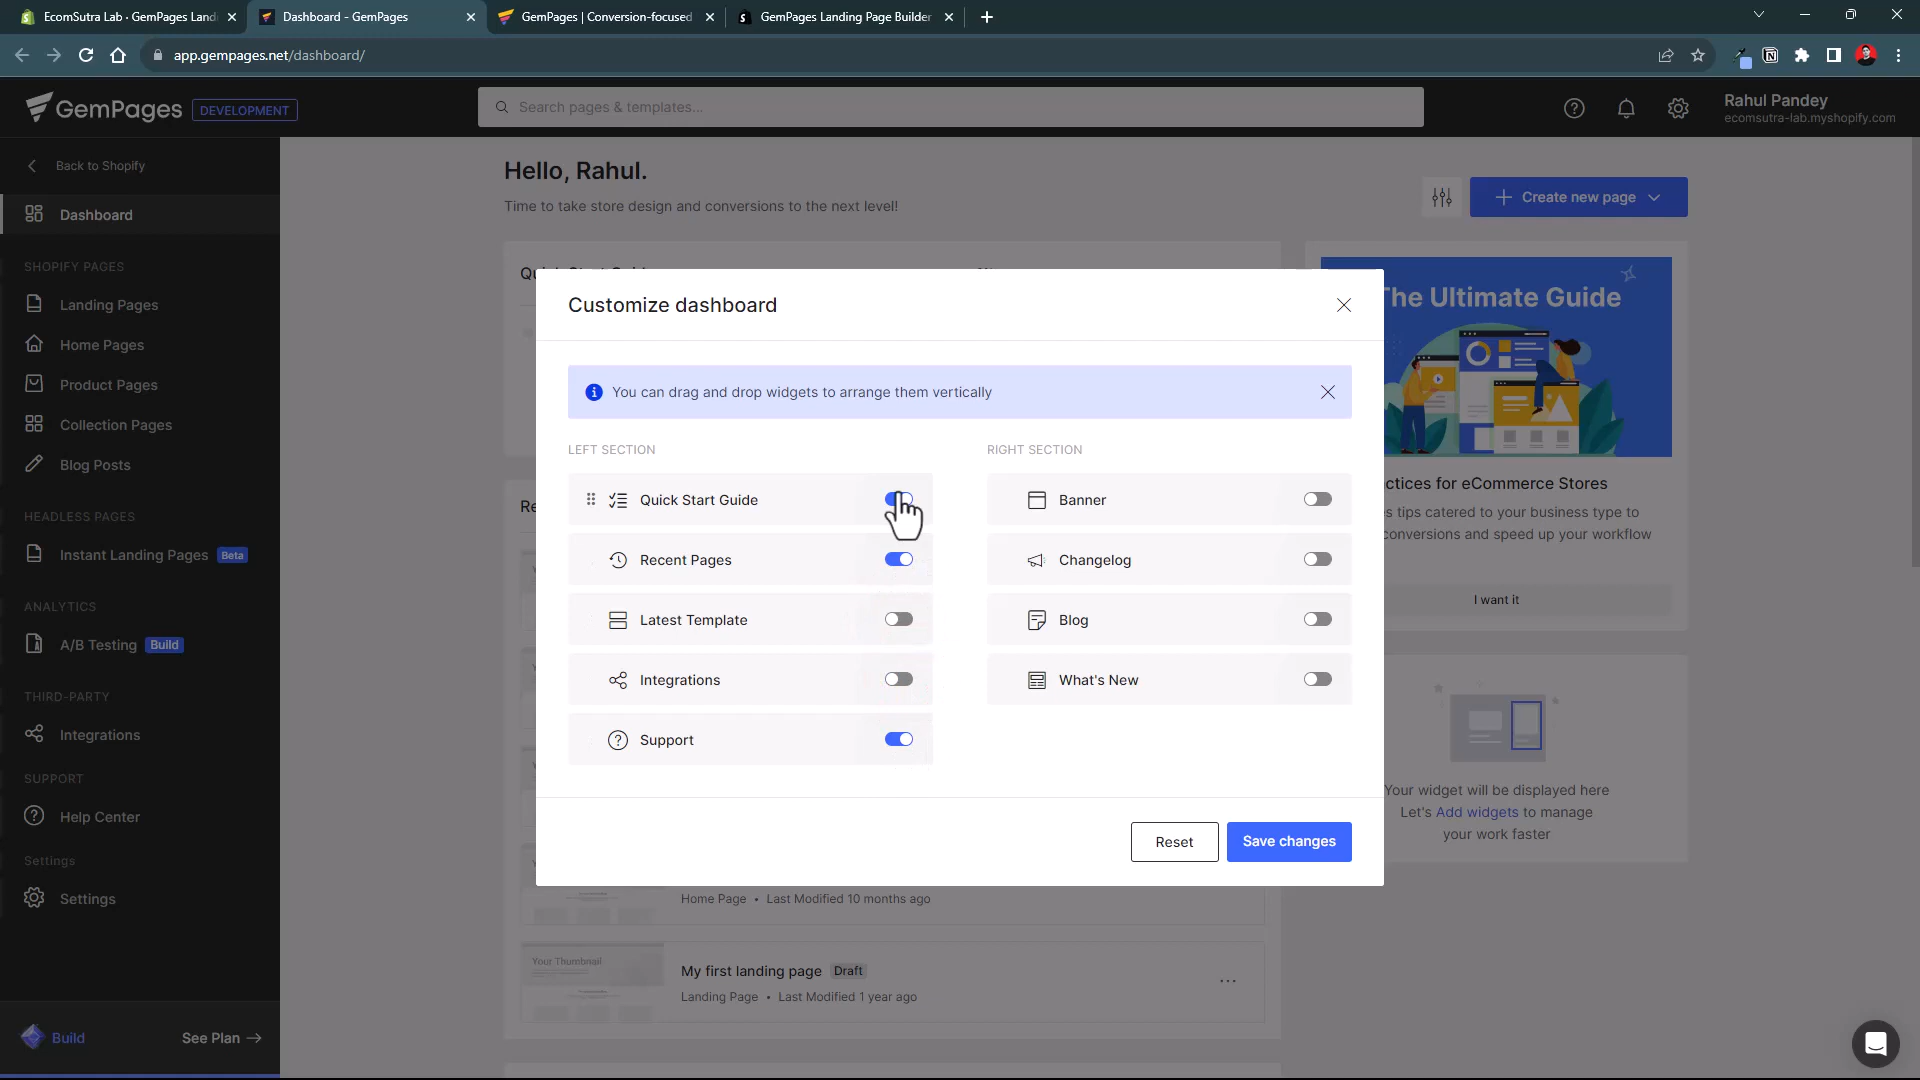 EcomSutra Lab · GemPages Landi
Dashboard - GemPages
GemPages | Conversion-focused
GemPages Landing Page Builder
app.gempages.net/dashboard/
GemPages DEVELOPMENT
Search pages & templates...
Rahul Pandey
ecomsutra-lab.myshopify.com
Back to Shopify
Dashboard
SHOPIFY PAGES
Landing Pages
Home Pages
Product Pages
Collection Pages
Blog Posts
HEADLESS PAGES
Instant Landing Pages Beta
ANALYTICS
A/B Testing Build
THIRD-PARTY
Integrations
SUPPORT
Help Center
Settings
Settings
Build
See Plan →
Hello, Rahul.
Time to take store design and conversions to the next level!
Create new page
Customize dashboard
You can drag and drop widgets to arrange them vertically
LEFT SECTION
Quick Start Guide
Recent Pages
Latest Template
Integrations
Support
RIGHT SECTION
Banner
Changelog
Blog
What's New
Reset
Save changes
The Ultimate Guide
ctices for eCommerce Stores
s tips catered to your business type to
conversions and speed up your workflow
I want it
Your widget will be displayed here
Let's Add widgets to manage
your work faster
Home Page • Last Modified 10 months ago
Your Thumbnail
My first landing page Draft
Landing Page • Last Modified 1 year ago